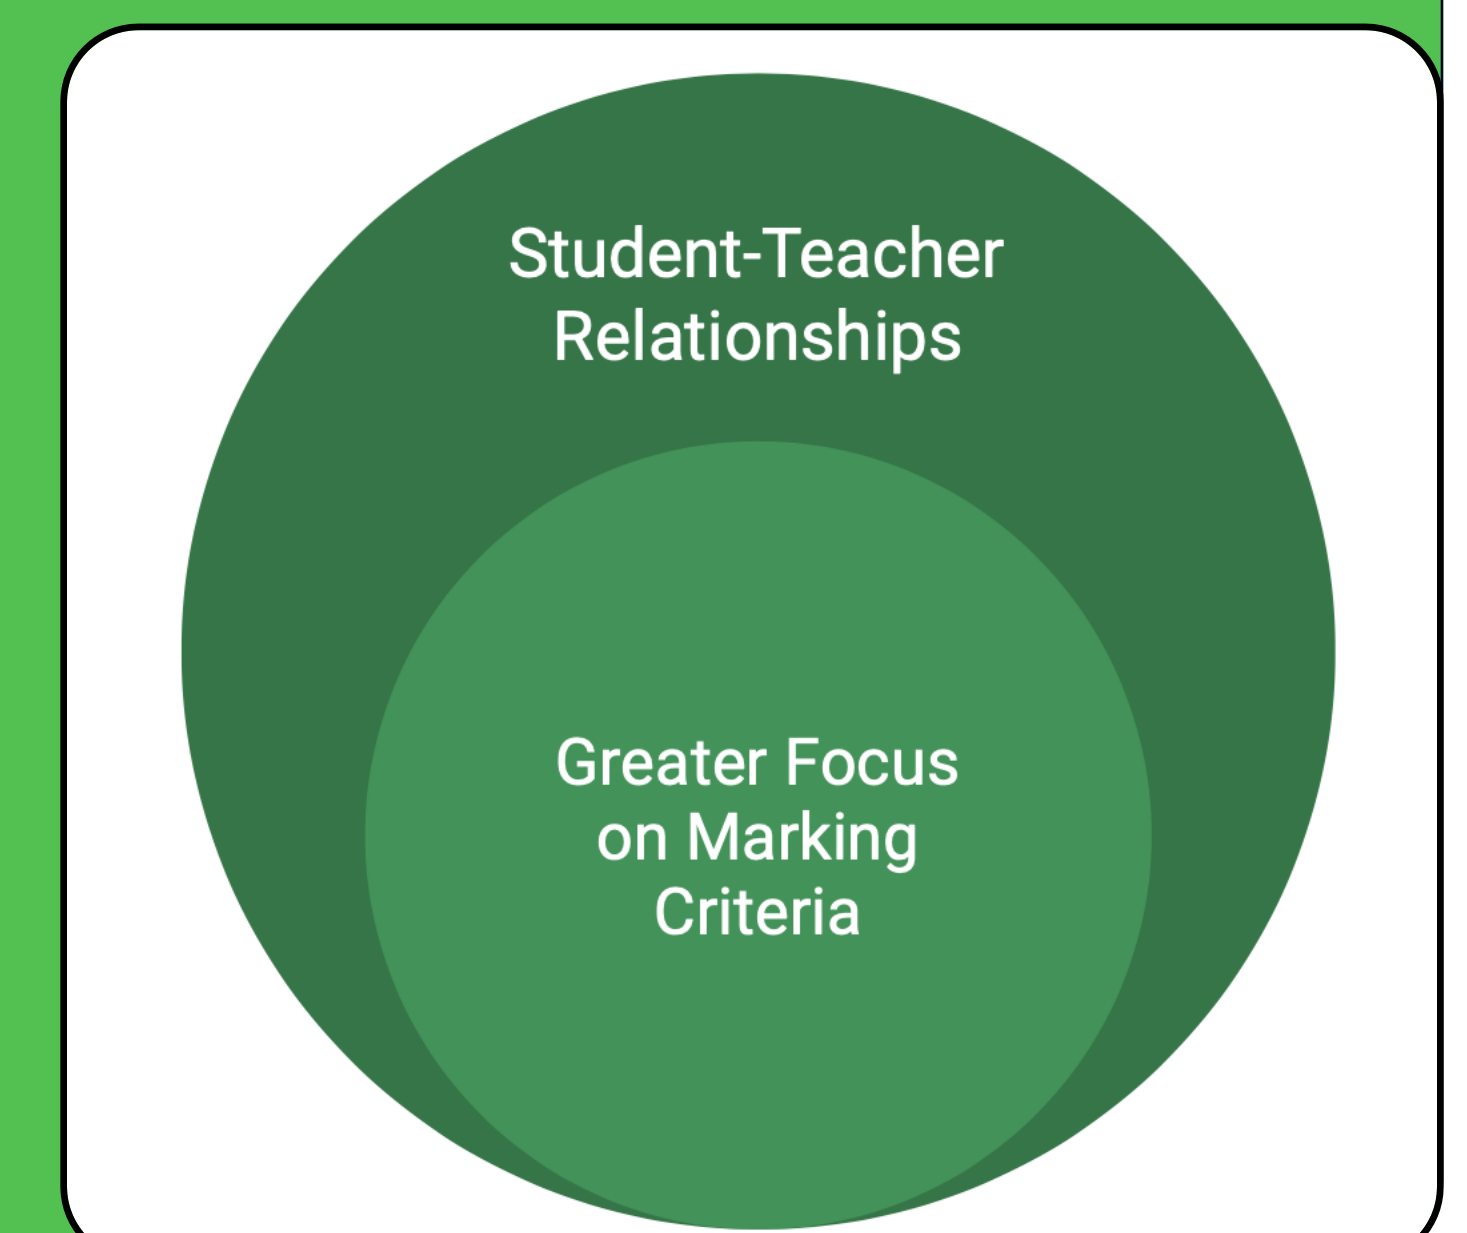 Student-Teacher
Relationships
Greater Focus
on Marking
Criteria